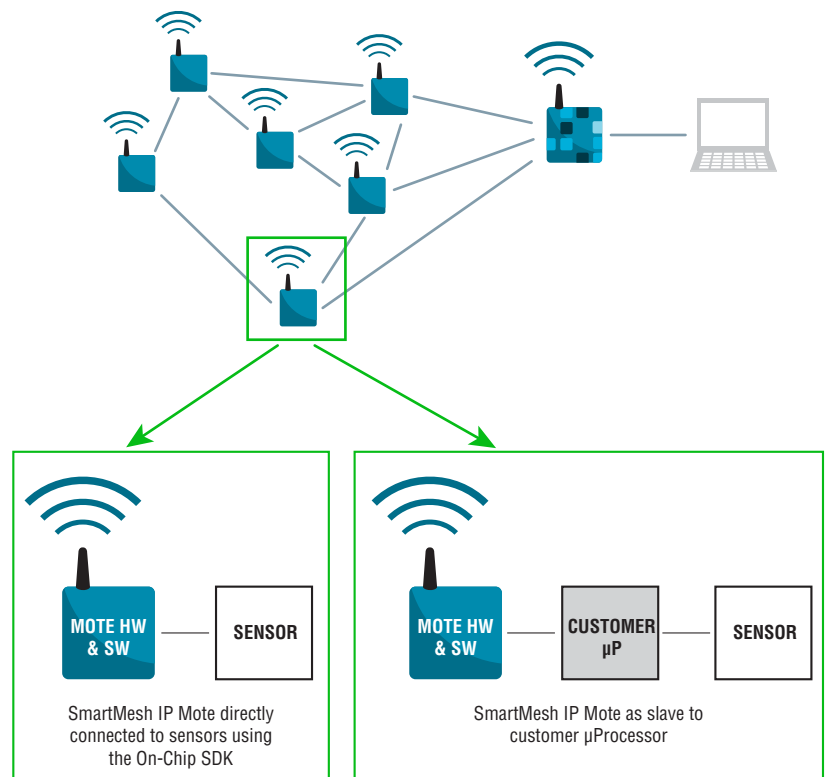 MOTE HW
& SW
SENSOR
SmartMesh IP Mote directly
connected to sensors using
the On-Chip SDK
MOTE HW
& SW
CUSTOMER
µP
SENSOR
SmartMesh IP Mote as slave to
customer µProcessor